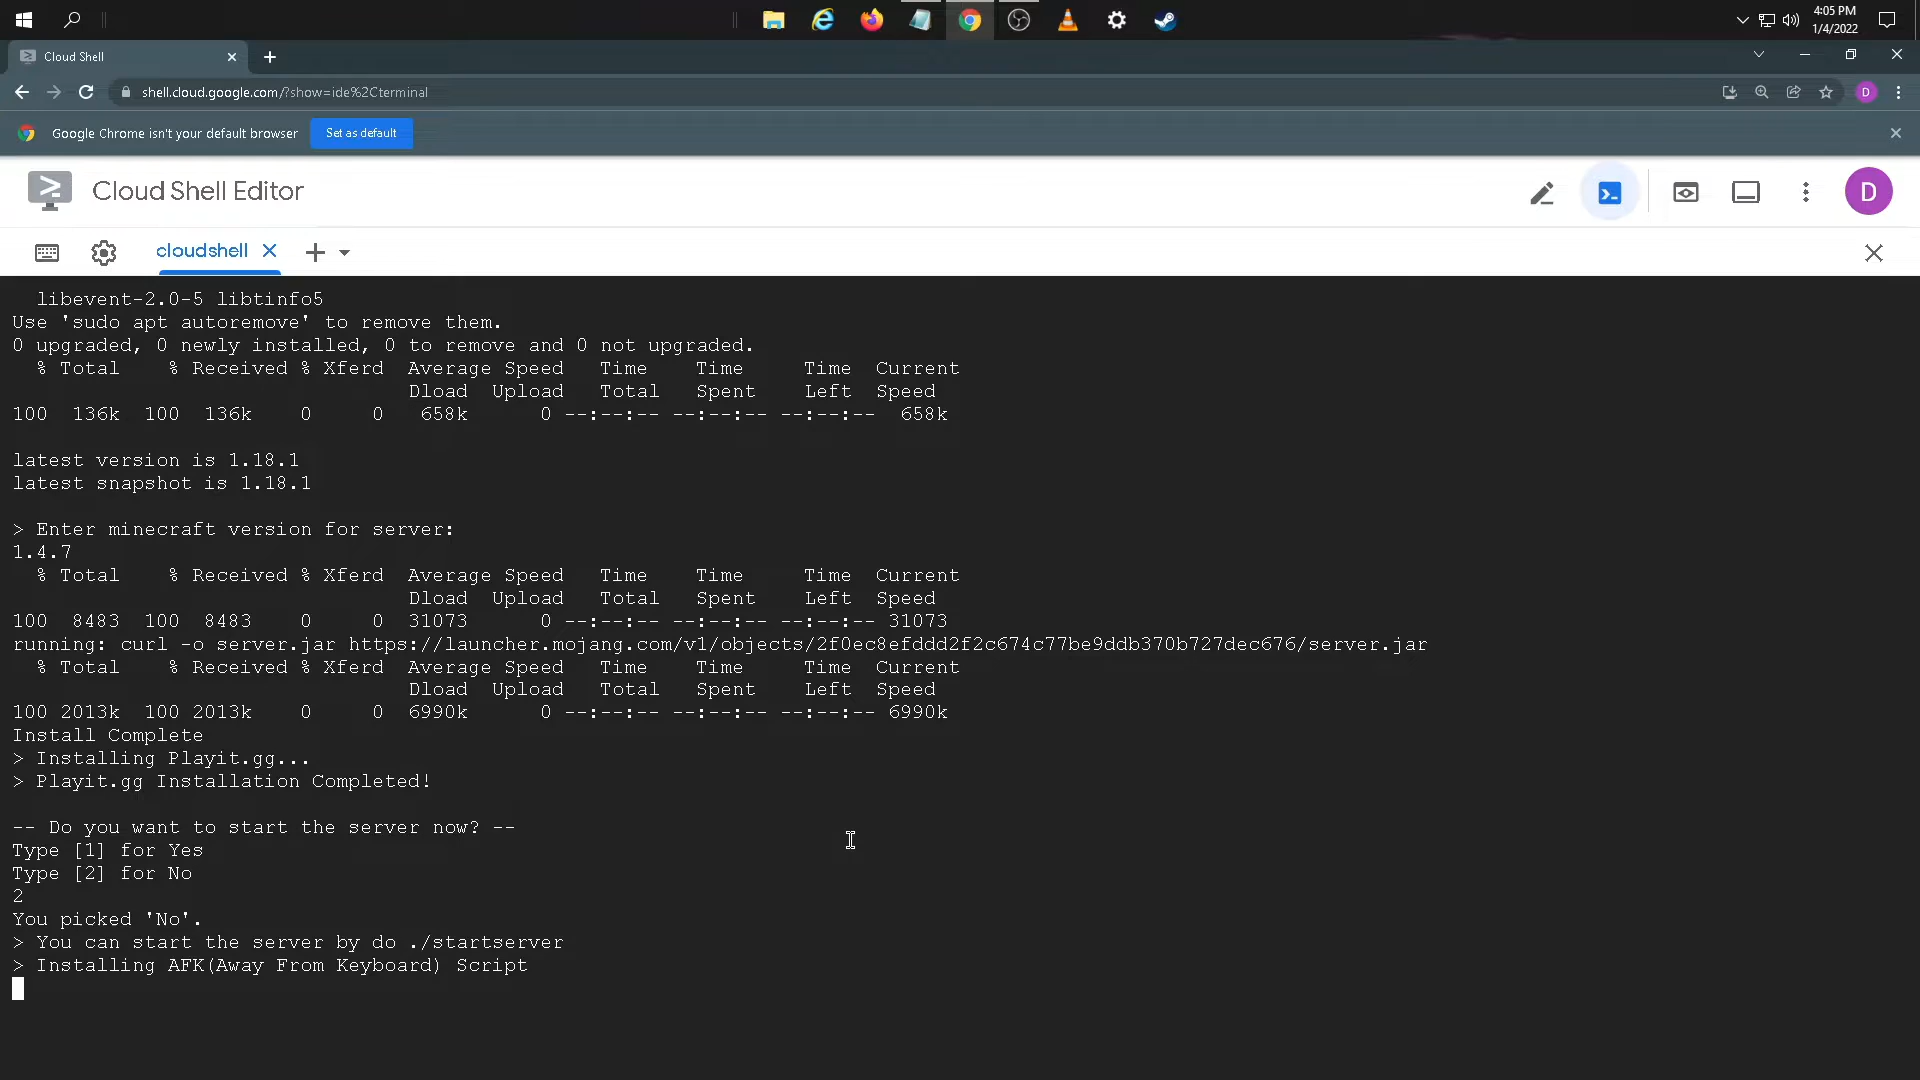 4:05 PM
1/4/2022
Cloud Shell
shell.cloud.google.com/?show=ide%2Cterminal
D
Google Chrome isn't your default browser
Set as default
Cloud Shell Editor
D
cloudshell
libevent-2.0-5 libtinfo5
Use 'sudo apt autoremove' to remove them.
0 upgraded, 0 newly installed, 0 to remove and 0 not upgraded.
% Total % Received % Xferd Average Speed Time Time Time Current
Dload Upload Total Spent Left Speed
100 136k 100 136k 0 0 658k 0 --:--:-- --:--:-- --:--:-- 658k
latest version is 1.18.1
latest snapshot is 1.18.1
> Enter minecraft version for server:
1.4.7
% Total % Received % Xferd Average Speed Time Time Time Current
Dload Upload Total Spent Left Speed
100 8483 100 8483 0 0 31073 0 --:--:-- --:--:-- --:--:-- 31073
running: curl -o server.jar https://launcher.mojang.com/v1/objects/2f0ec8efddd2f2c674c77be9ddb370b727dec676/server.jar
% Total % Received % Xferd Average Speed Time Time Time Current
Dload Upload Total Spent Left Speed
100 2013k 100 2013k 0 0 6990k 0 --:--:-- --:--:-- --:--:-- 6990k
Install Complete
> Installing Playit.gg...
> Playit.gg Installation Completed!
-- Do you want to start the server now? --
Type [1] for Yes
Type [2] for No
2
You picked 'No'.
> You can start the server by do ./startserver
> Installing AFK(Away From Keyboard) Script